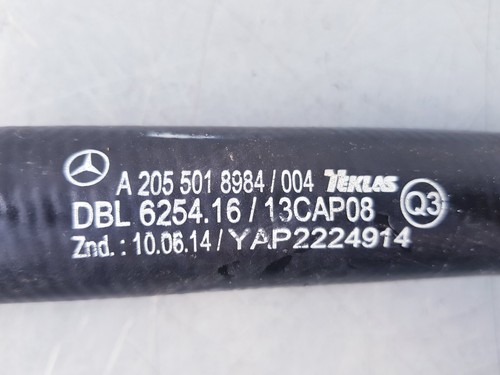 A 205 501 8984 / 004 TEKLAS
DBL 6254.16 / 13CAP08 Q3
Znd. : 10.06.14 / YAP2224914